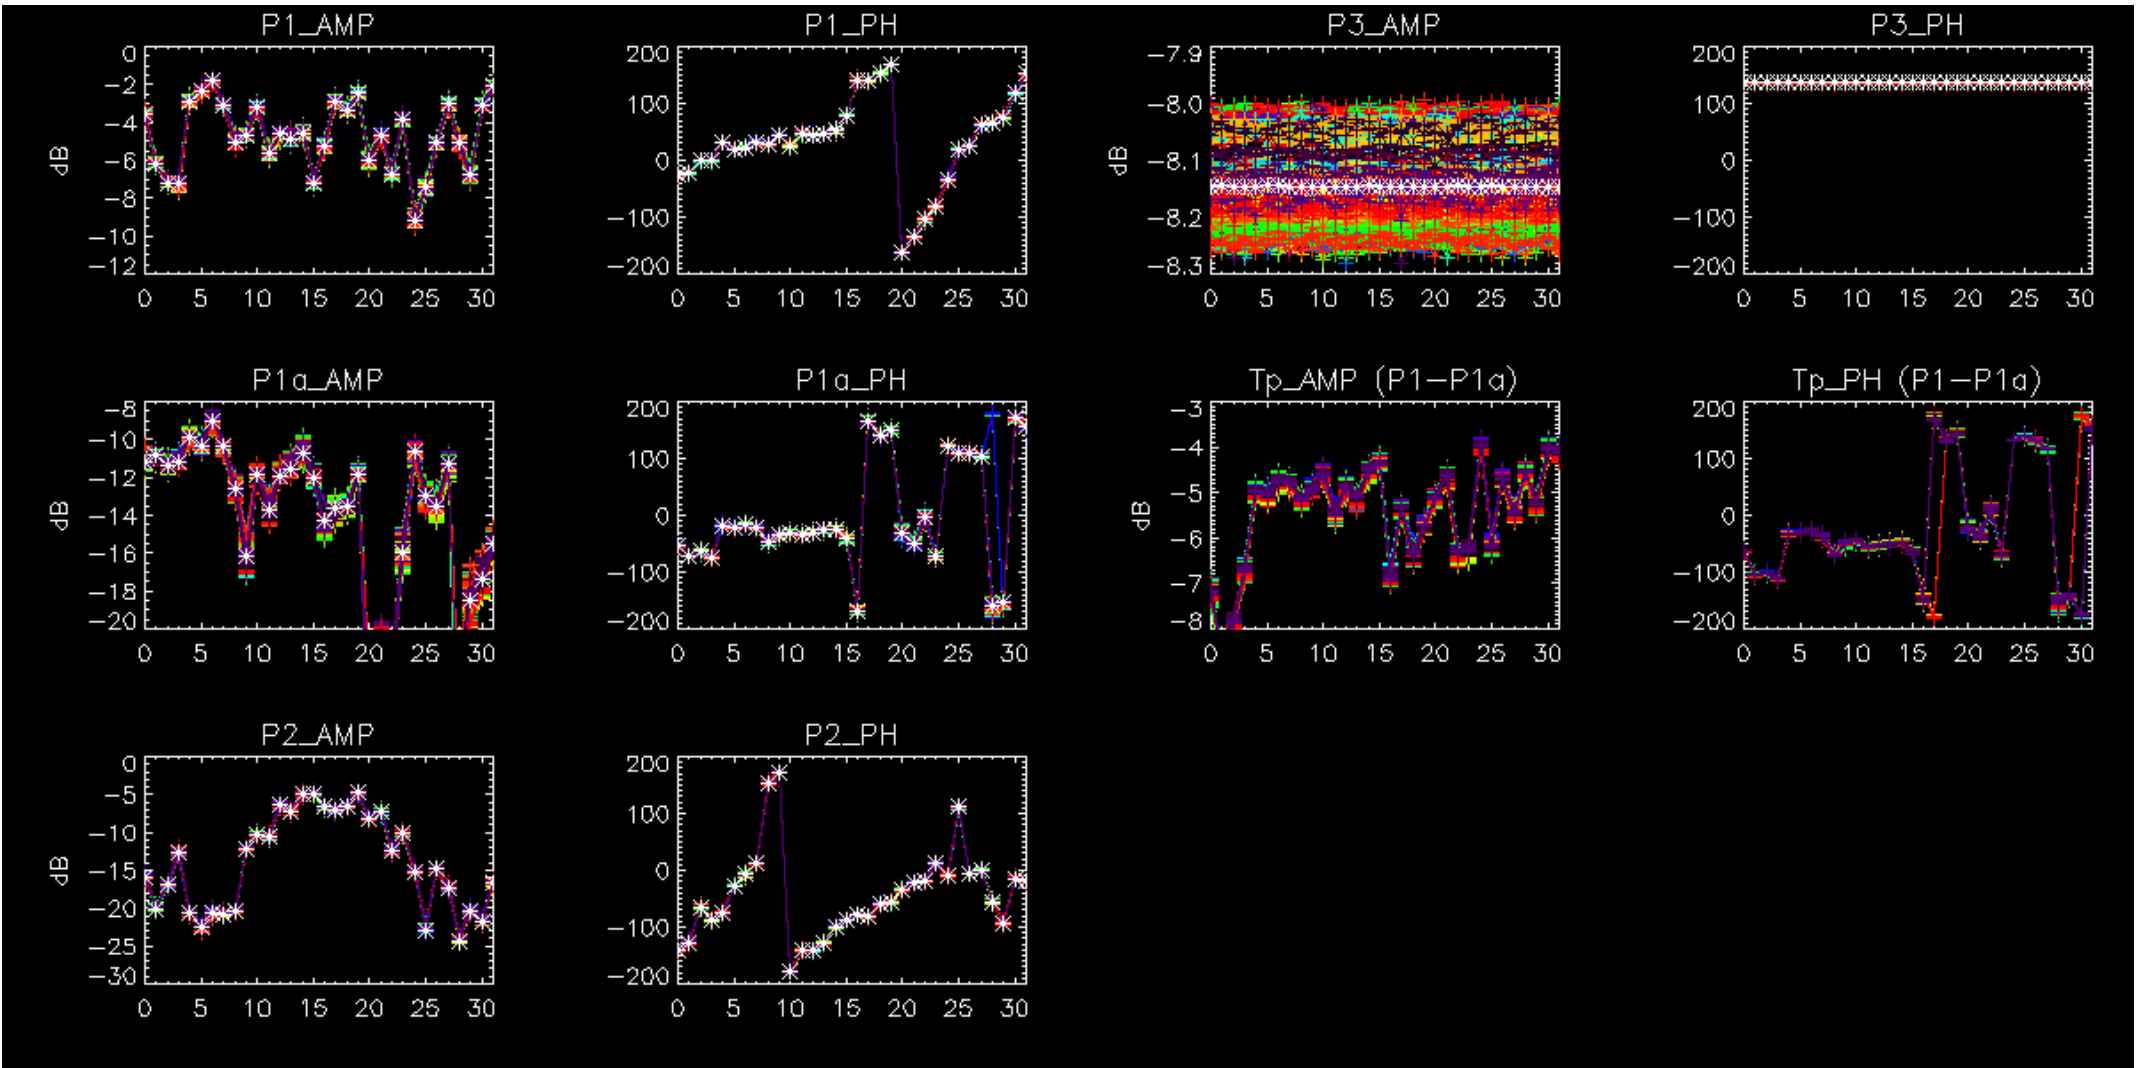 P1_AMP
P1_PH
P3_AMP
P3_PH
0
−2
−4
−6
−8
−10
−12
dB
0 5 10 15 20 25 30
200
100
0
−100
−200
0 5 10 15 20 25 30
−7.9
−8.0
−8.1
−8.2
−8.3
dB
0 5 10 15 20 25 30
200
100
0
−100
−200
0 5 10 15 20 25 30
P1a_AMP
P1a_PH
Tp_AMP (P1−P1a)
Tp_PH (P1−P1a)
−8
−10
−12
−14
−16
−18
−20
dB
0 5 10 15 20 25 30
200
100
0
−100
−200
0 5 10 15 20 25 30
−3
−4
−5
−6
−7
−8
dB
0 5 10 15 20 25 30
200
100
0
−100
−200
0 5 10 15 20 25 30
P2_AMP
P2_PH
0
−5
−10
−15
−20
−25
−30
dB
0 5 10 15 20 25 30
200
100
0
−100
−200
0 5 10 15 20 25 30